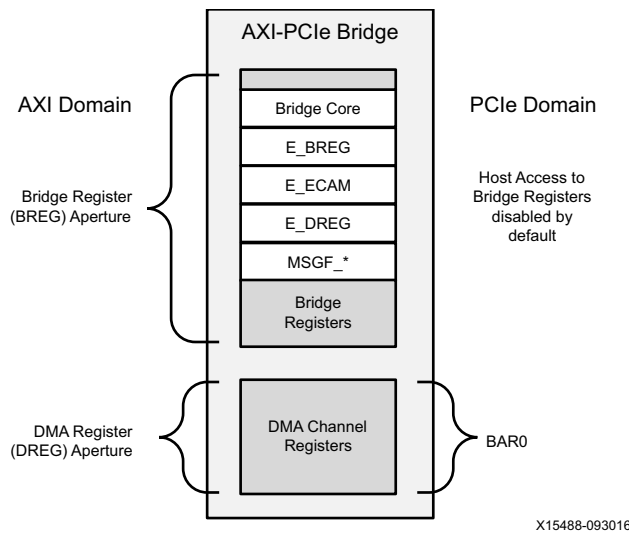 AXI-PCIe Bridge
AXI Domain
PCIe Domain
Bridge Core
E_BREG
E_ECAM
E_DREG
MSGF_*
Bridge
Registers
Bridge Register
(BREG) Aperture
Host Access to
Bridge Registers
disabled by
default
DMA Register
(DREG) Aperture
DMA Channel
Registers
BAR0
X15488-093016